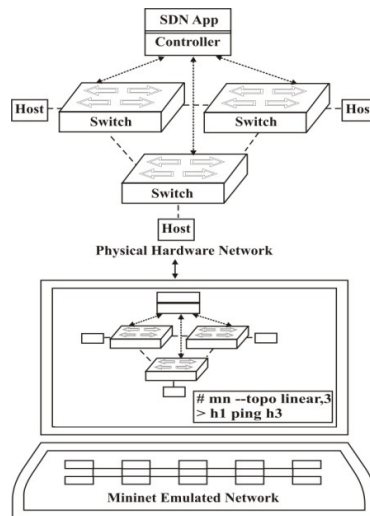 SDN App
Controller
Host
Switch
Switch
Host
Switch
Host
Physical Hardware Network
# mn --topo linear,3
> h1 ping h3
Mininet Emulated Network